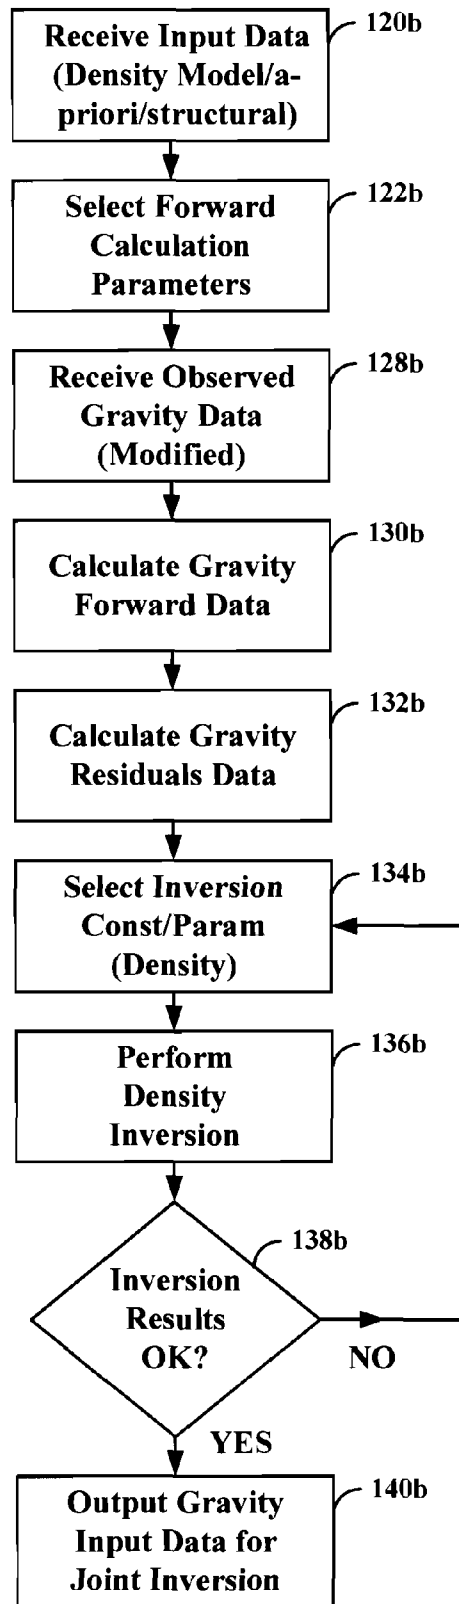 Receive Input Data
(Density Model/a-
priori/structural)
120b
Select Forward
Calculation
Parameters
122b
Receive Observed
Gravity Data
(Modified)
128b
Calculate Gravity
Forward Data
130b
Calculate Gravity
Residuals Data
132b
Select Inversion
Const/Param
(Density)
134b
Perform
Density
Inversion
136b
Inversion
Results
OK?
138b
NO
YES
Output Gravity
Input Data for
Joint Inversion
140b